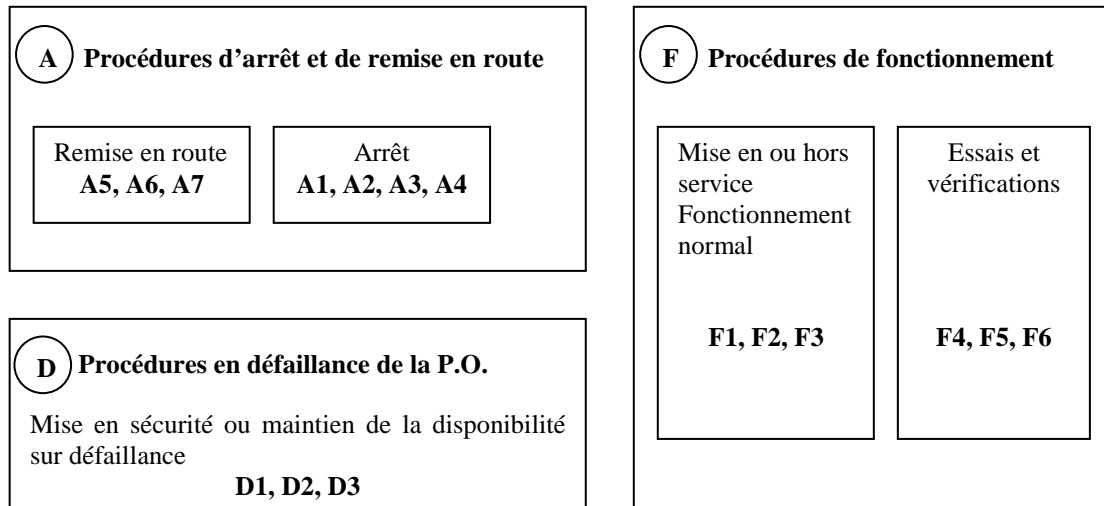 A Procédures d’arrêt et de remise en route
Remise en route
A5, A6, A7
Arrêt
A1, A2, A3, A4
D Procédures en défaillance de la P.O.
Mise en sécurité ou maintien de la disponibilité
sur défaillance
D1, D2, D3
F Procédures de fonctionnement
Mise en ou hors
service
Fonctionnement
normal
F1, F2, F3
Essais et
vérifications
F4, F5, F6